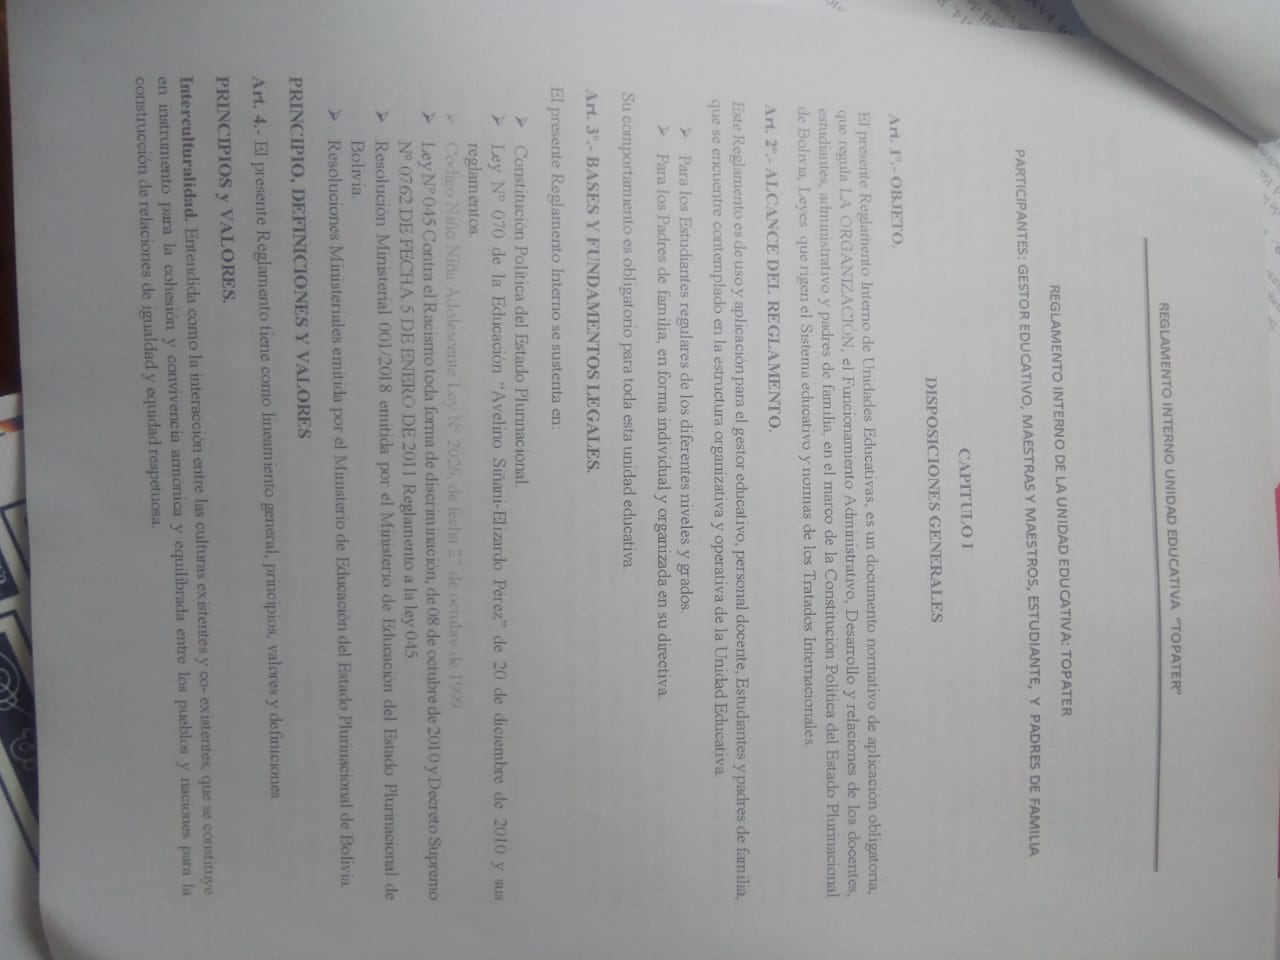 REGLAMENTO INTERNO UNIDAD EDUCATIVA "TOPATER"
REGLAMENTO INTERNO DE LA UNIDAD EDUCATIVA: TOPATER
PARTICIPANTES: GESTOR EDUCATIVO, MAESTRAS Y MAESTROS, ESTUDIANTE, Y PADRES DE FAMILIA
CAPITULO I
DISPOSICIONES GENERALES
Art. 1º.- OBJETO.
El presente Reglamento Interno de Unidades Educativas, es un documento normativo de aplicación obligatoria,
que regula LA ORGANIZACIÓN, el Funcionamiento Administrativo, Desarrollo y relaciones de los docentes,
estudiantes, administrativo y padres de familia, en el marco de la Constitución Política del Estado Plurinacional
de Bolivia, Leyes que rigen el Sistema educativo y normas de los Tratados Internacionales.
Art. 2º.- ALCANCE DEL REGLAMENTO.
Este Reglamento es de uso y aplicación para el gestor educativo, personal docente, Estudiantes y padres de familia,
que se encuentre contemplado en la estructura organizativa y operativa de la Unidad Educativa.
➢ Para los Estudiantes regulares de los diferentes niveles y grados.
➢ Para los Padres de familia, en forma individual y organizada en su directiva.
Su comportamiento es obligatorio para toda esta unidad educativa.
Art. 3º.- BASES Y FUNDAMENTOS LEGALES.
El presente Reglamento Interno se sustenta en:
➢ Constitución Política del Estado Plurinacional.
➢ Ley Nº 070 de la Educación "Avelino Siñani-Elizardo Pérez" de 20 de diciembre de 2010 y sus
reglamentos.
➢ Código Niño Niña Adolescente Ley Nº 2026, de fecha 27 de octubre de 1999.
➢ Ley Nº 045 Contra el Racismo toda forma de discriminación, de 08 de octubre de 2010 y Decreto Supremo
Nº 0762 DE FECHA 5 DE ENERO DE 2011 Reglamento a la ley 045.
➢ Resolución Ministerial 001/2018 emitida por el Ministerio de Educación del Estado Plurinacional de
Bolivia.
➢ Resoluciones Ministeriales emitida por el Ministerio de Educación del Estado Plurinacional de Bolivia.
PRINCIPIO, DEFINICIONES Y VALORES
Art. 4.- El presente Reglamento tiene como lineamiento general, principios, valores y definiciones.
PRINCIPIOS y VALORES.
Interculturalidad. Entendida como la interacción entre las culturas existentes y co- existentes, que se constituye
en instrumento para la cohesión y convivencia armónica y equilibrada entre los pueblos y naciones para la
construcción de relaciones de igualdad y equidad respetuosa.